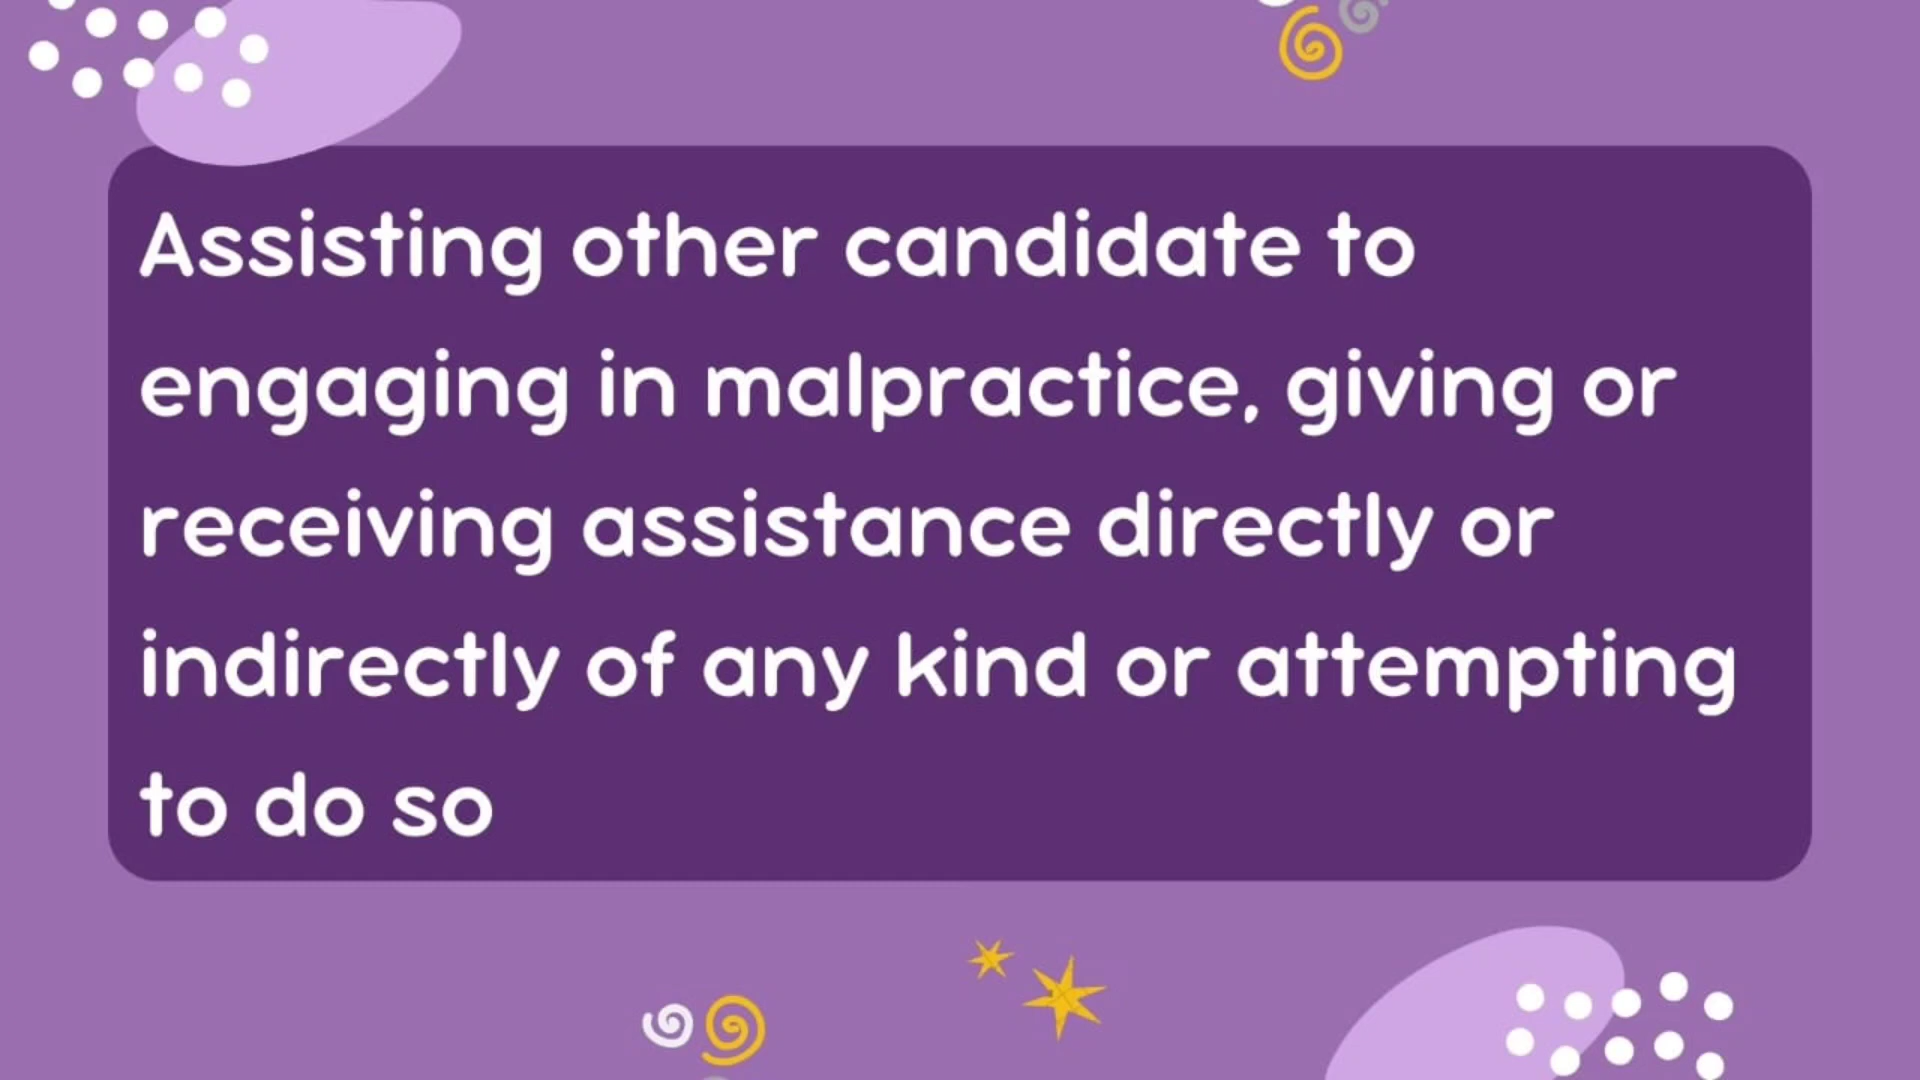 Assisting other candidate to
engaging in malpractice, giving or
receiving assistance directly or
indirectly of any kind or attempting
to do so